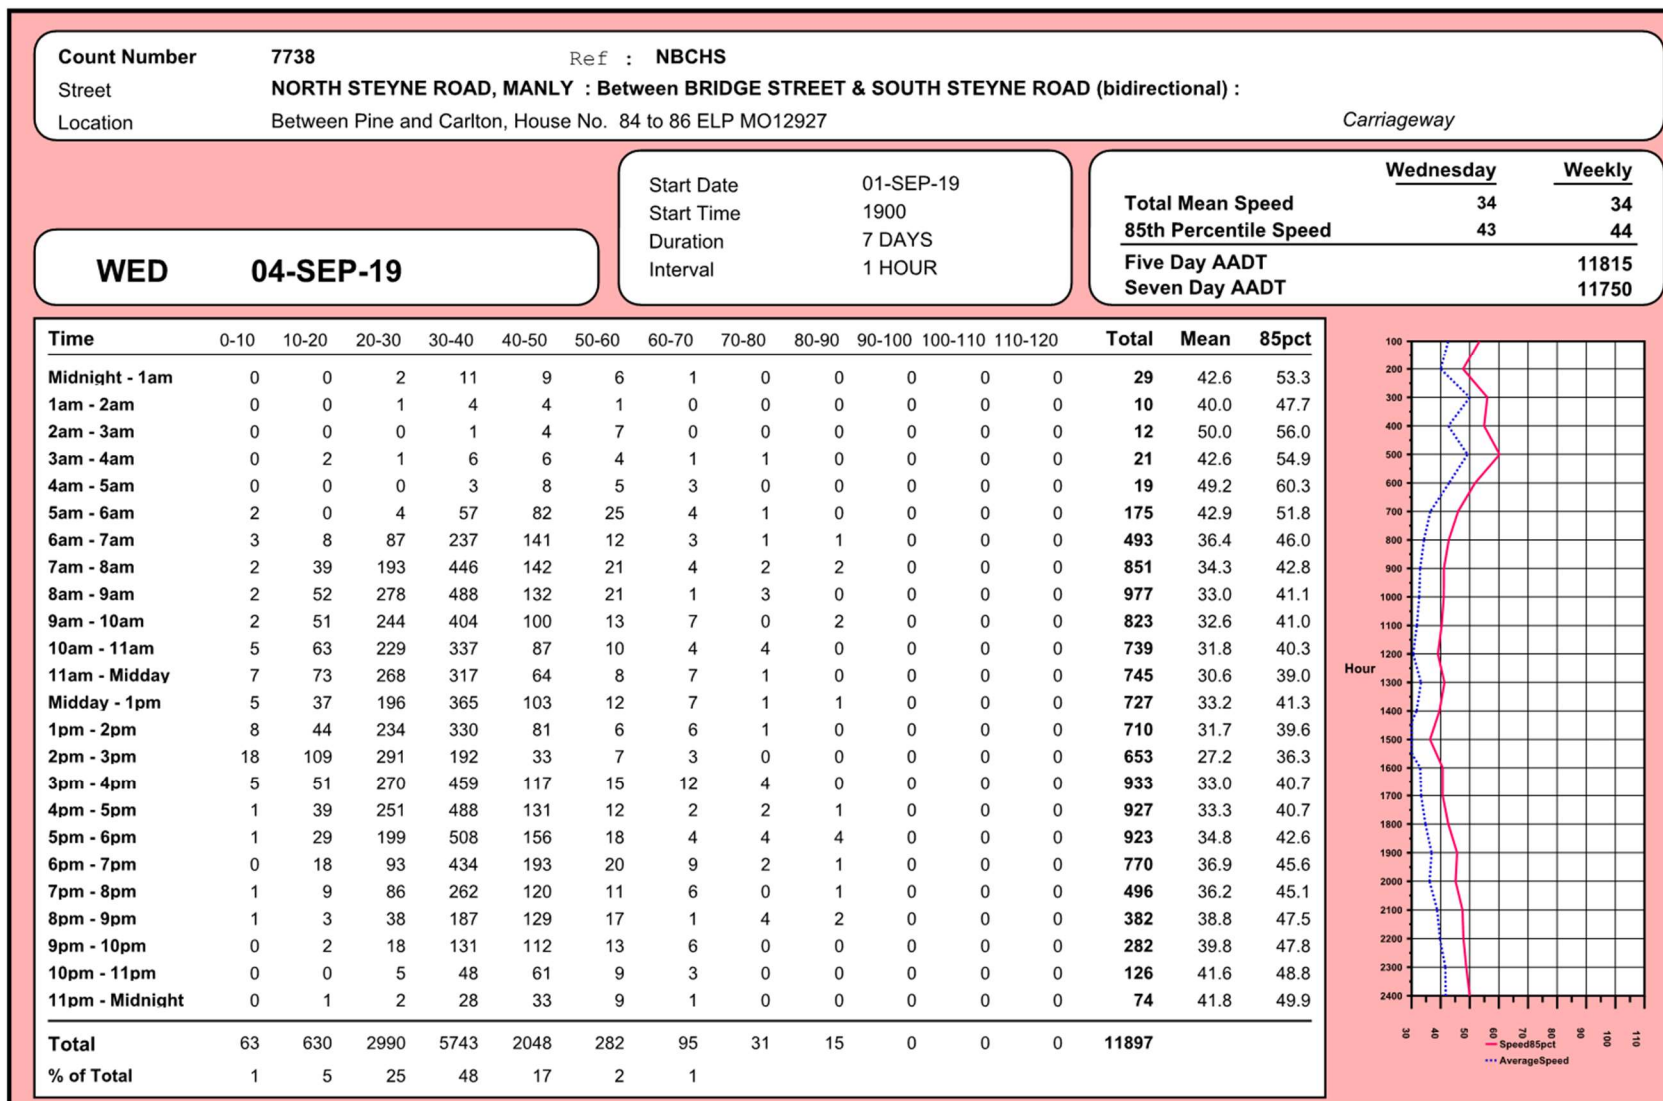 Count Number 7738 Ref : NBCHS
Street NORTH STEYNE ROAD, MANLY : Between BRIDGE STREET & SOUTH STEYNE ROAD (bidirectional) :
Location Between Pine and Carlton, House No. 84 to 86 ELP MO12927 Carriageway
WED 04-SEP-19
Start Date 01-SEP-19
Start Time 1900
Duration 7 DAYS
Interval 1 HOUR
Wednesday Weekly
Total Mean Speed 34 34
85th Percentile Speed 43 44
Five Day AADT 11815
Seven Day AADT 11750
Time 0-10 10-20 20-30 30-40 40-50 50-60 60-70 70-80 80-90 90-100 100-110 110-120 Total Mean 85pct
Midnight - 1am 0 0 2 11 9 6 1 0 0 0 0 0 29 42.6 53.3
1am - 2am 0 0 1 4 4 1 0 0 0 0 0 0 10 40.0 47.7
2am - 3am 0 0 0 1 4 7 0 0 0 0 0 0 12 50.0 56.0
3am - 4am 0 2 1 6 6 4 1 1 0 0 0 0 21 42.6 54.9
4am - 5am 0 0 0 3 8 5 3 0 0 0 0 0 19 49.2 60.3
5am - 6am 2 0 4 57 82 25 4 1 0 0 0 0 175 42.9 51.8
6am - 7am 3 8 87 237 141 12 3 1 1 0 0 0 493 36.4 46.0
7am - 8am 2 39 193 446 142 21 4 2 2 0 0 0 851 34.3 42.8
8am - 9am 2 52 278 488 132 21 1 3 0 0 0 0 977 33.0 41.1
9am - 10am 2 51 244 404 100 13 7 0 2 0 0 0 823 32.6 41.0
10am - 11am 5 63 229 337 87 10 4 4 0 0 0 0 739 31.8 40.3
11am - Midday 7 73 268 317 64 8 7 1 0 0 0 0 745 30.6 39.0
Midday - 1pm 5 37 196 365 103 12 7 1 1 0 0 0 727 33.2 41.3
1pm - 2pm 8 44 234 330 81 6 6 1 0 0 0 0 710 31.7 39.6
2pm - 3pm 18 109 291 192 33 7 3 0 0 0 0 0 653 27.2 36.3
3pm - 4pm 5 51 270 459 117 15 12 4 0 0 0 0 933 33.0 40.7
4pm - 5pm 1 39 251 488 131 12 2 2 1 0 0 0 927 33.3 40.7
5pm - 6pm 1 29 199 508 156 18 4 4 4 0 0 0 923 34.8 42.6
6pm - 7pm 0 18 93 434 193 20 9 2 1 0 0 0 770 36.9 45.6
7pm - 8pm 1 9 86 262 120 11 6 0 1 0 0 0 496 36.2 45.1
8pm - 9pm 1 3 38 187 129 17 1 4 2 0 0 0 382 38.8 47.5
9pm - 10pm 0 2 18 131 112 13 6 0 0 0 0 0 282 39.8 47.8
10pm - 11pm 0 0 5 48 61 9 3 0 0 0 0 0 126 41.6 48.8
11pm - Midnight 0 1 2 28 33 9 1 0 0 0 0 0 74 41.8 49.9
Total 63 630 2990 5743 2048 282 95 31 15 0 0 0 11897
% of Total 1 5 25 48 17 2 1
100
200
300
400
500
600
700
800
900
1000
1100
1200
Hour
1300
1400
1500
1600
1700
1800
1900
2000
2100
2200
2300
2400
30 40 50 60 70 80 90 100 110
Speed85pct
AverageSpeed